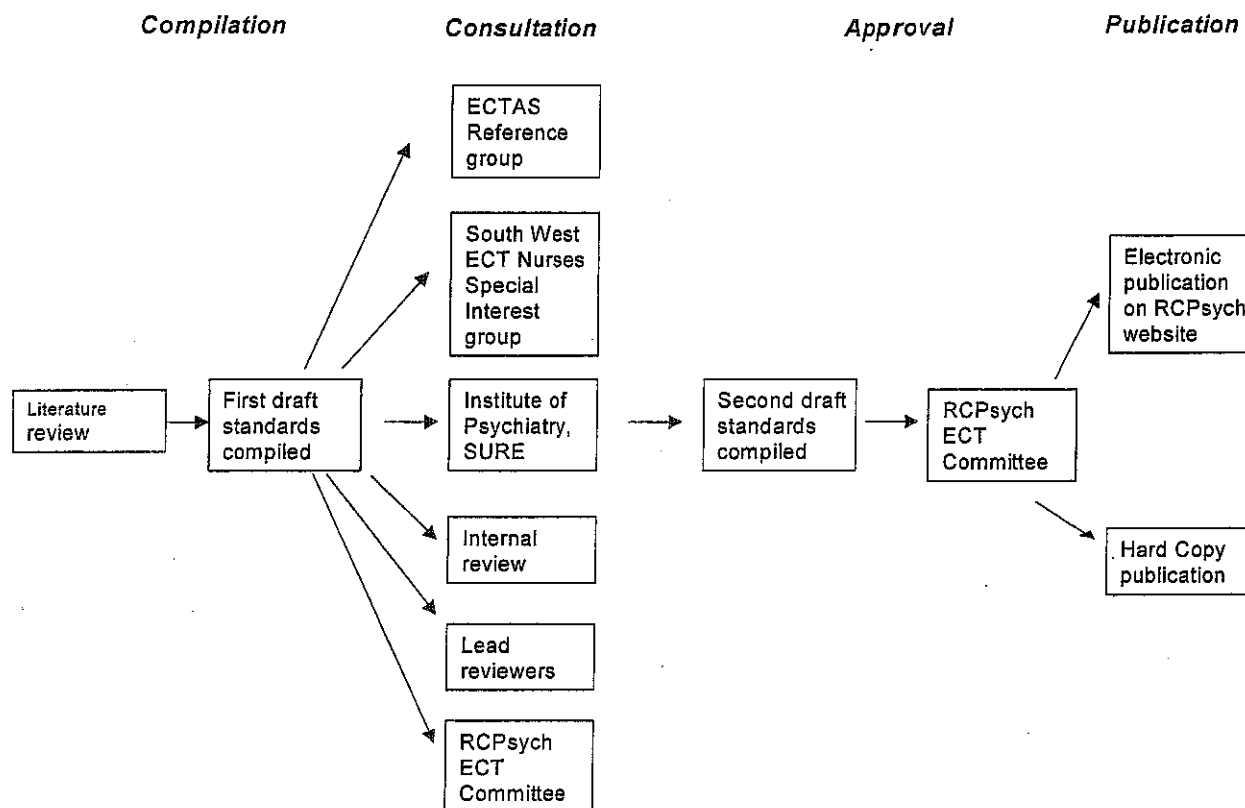 Compilation
Consultation
Approval
Publication
Literature
review
First draft
standards
compiled
ECTAS
Reference
group
South West
ECT Nurses
Special
Interest
group
Institute of
Psychiatry,
SURE
Internal
review
Lead
reviewers
RCPsych
ECT
Committee
Second draft
standards
compiled
RCPsych
ECT
Committee
Electronic
publication
on RCPsych
website
Hard Copy
publication